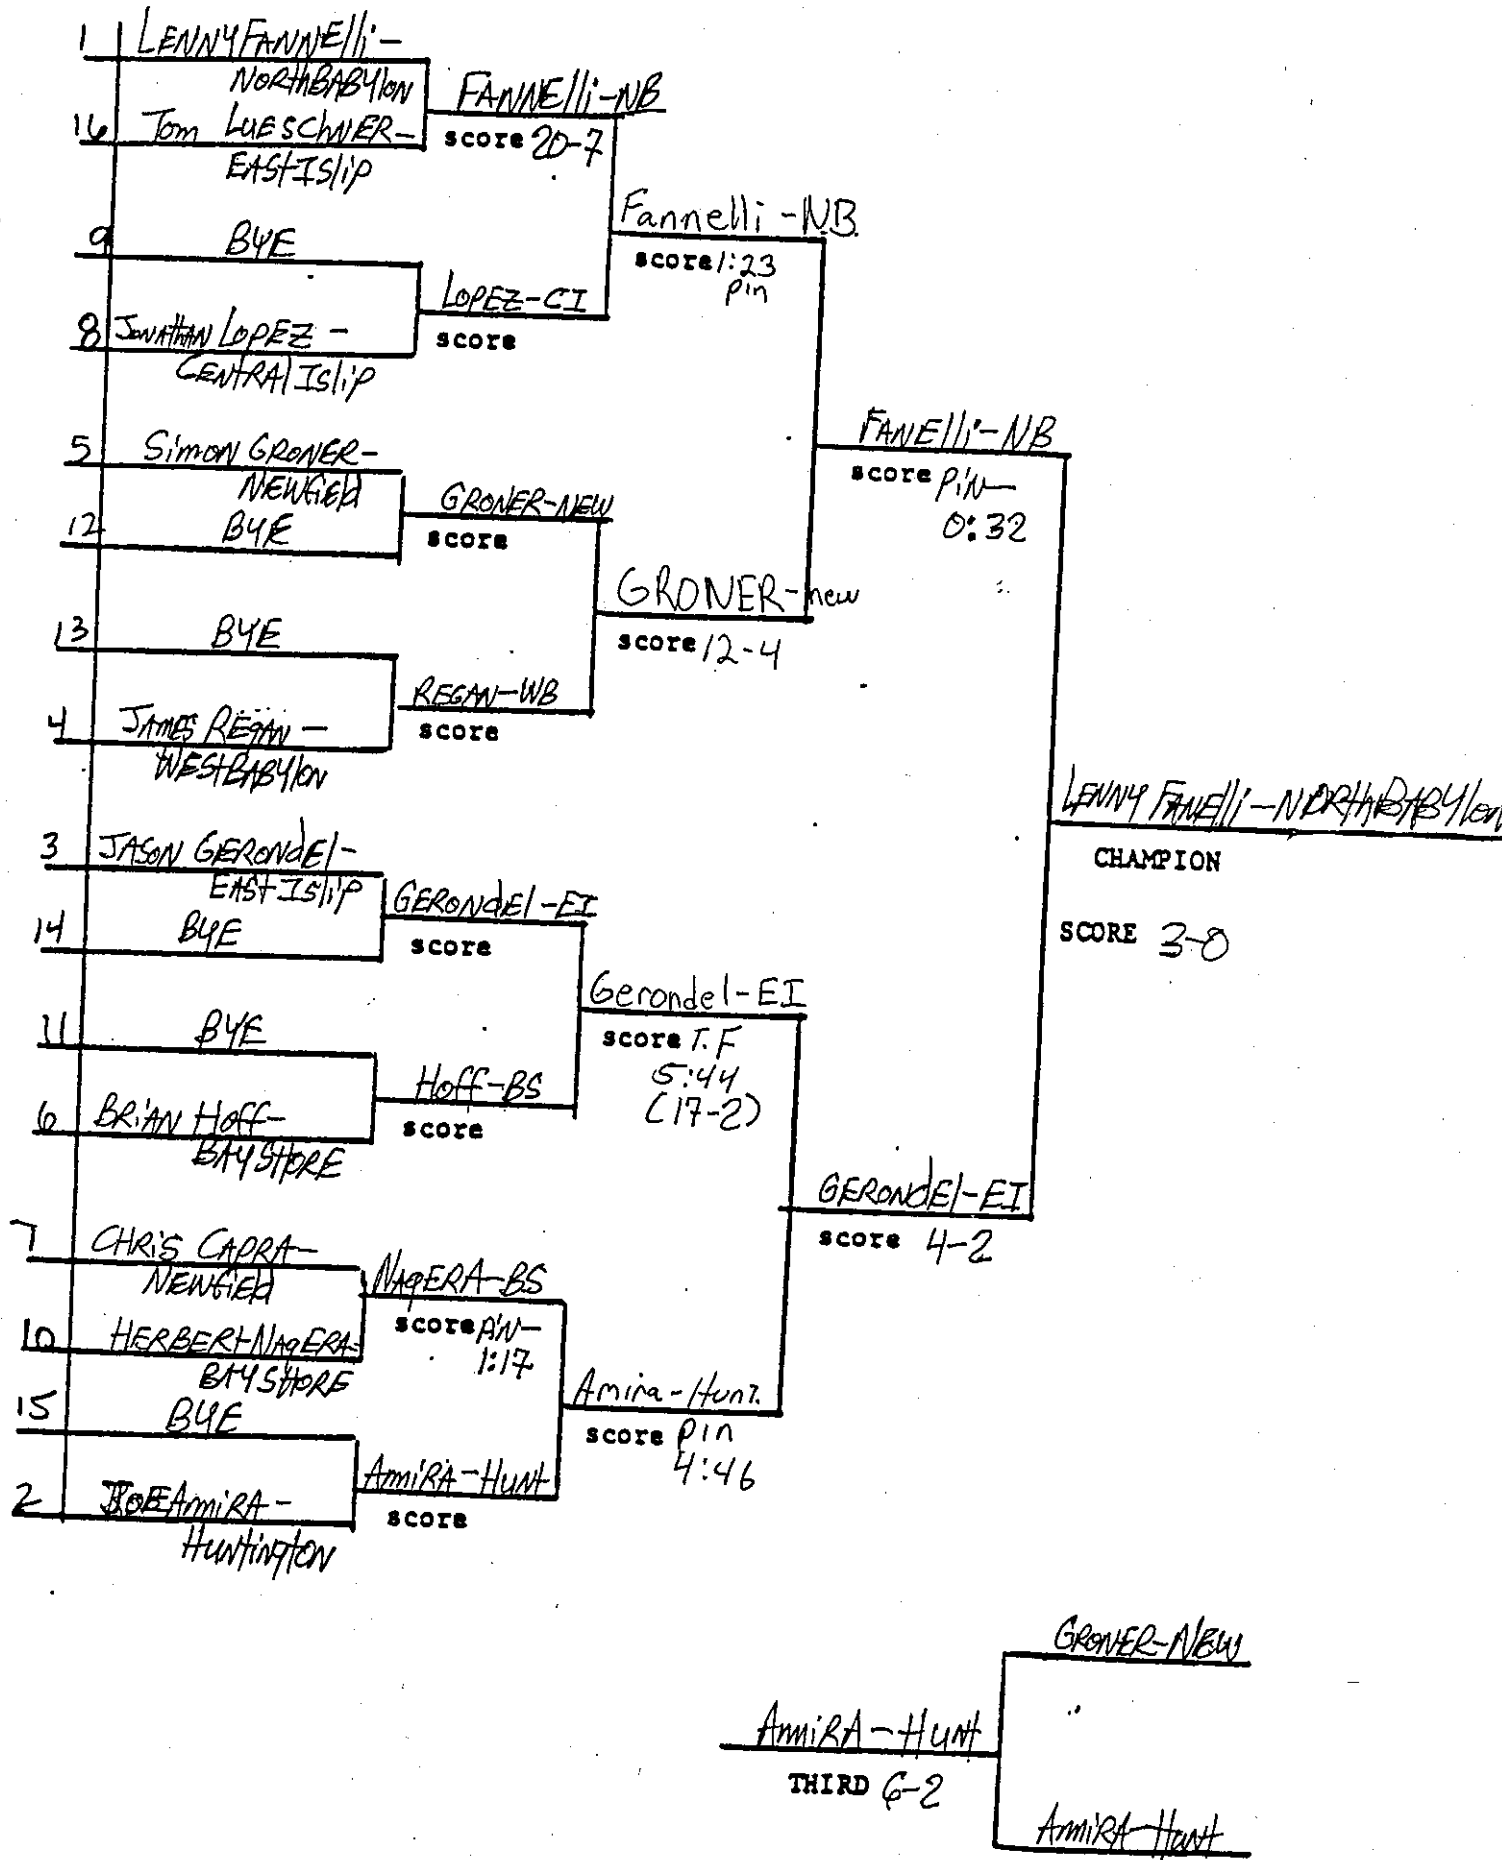 1 LENNY FANNElli -
NORTH BABYlON
16 Tom LUESCHNER -
EAST ISlip
FANNElli - NB
score 20-7
9 BYE
8 JONATHAN LOPEZ -
CENTRAl ISlip
LOPEZ - CI
score
Fannelli - N.B.
score 1:23
Pin
5 Simon GRONER -
NEWfiEld
12 BYE
GRONER - NEW
score
13 BYE
4 JAMES REGAN -
WEST BABYlON
REGAN - WB
score
GRONER - new
score 12-4
FANElli - NB
score PiN -
0:32
3 JASON GERONdEl -
EAST ISlip
14 BYE
GERONdEl - EI
score
11 BYE
6 BRiAN Hoff -
BAY SHORE
Hoff - BS
score
Gerondel - EI
score T.F
5:44
(17-2)
7 CHRiS CAPRA -
NEWfiEld
10 HERBERT NAgERA -
BAY SHORE
NAgERA - BS
score PiN -
1:17
15 BYE
2 JOE AmiRA -
HuntingtoN
AmiRA - HUNt
score
Amira - Hunt.
score Pin
4:46
GERONdEl - EI
score 4-2
LENNY FANElli - NORTH BABYlON
CHAMPION
SCORE 3-0
GRONER - NEW
AmiRA - HUNt
THIRD 6-2
AmiRA - HUNt